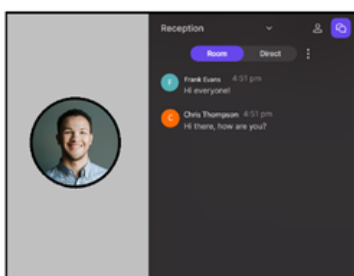 Reception
Room Direct
F Frank Euans 4:51 pm
Hi everyone!
C Chris Thompson 4:51 pm
Hi there, how are you?